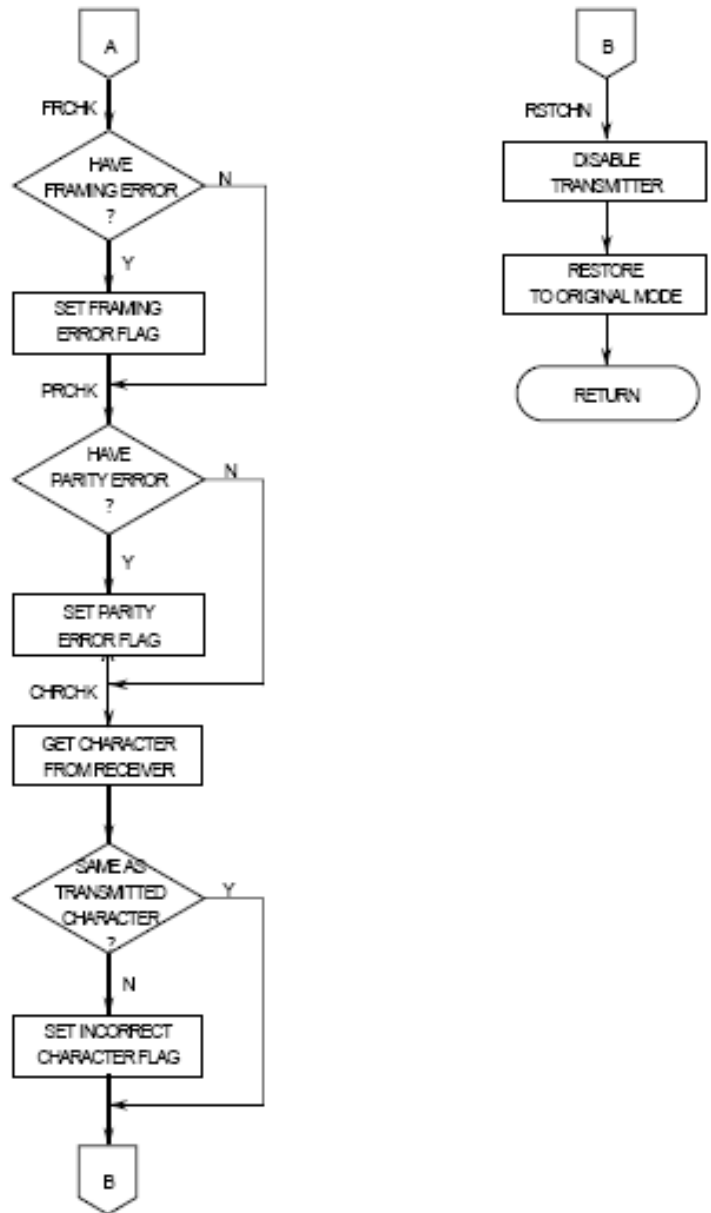 A
FRCHK
HAVE
FRAMING ERROR
?
N
Y
SET FRAMING
ERROR FLAG
PRCHK
HAVE
PARITY ERROR
?
N
Y
SET PARITY
ERROR FLAG
CHRCHK
GET CHARACTER
FROM RECEIVER
SAME AS
TRANSMITTED
CHARACTER
?
Y
N
SET INCORRECT
CHARACTER FLAG
B
B
RSTCHN
DISABLE
TRANSMITTER
RESTORE
TO ORIGINAL MODE
RETURN